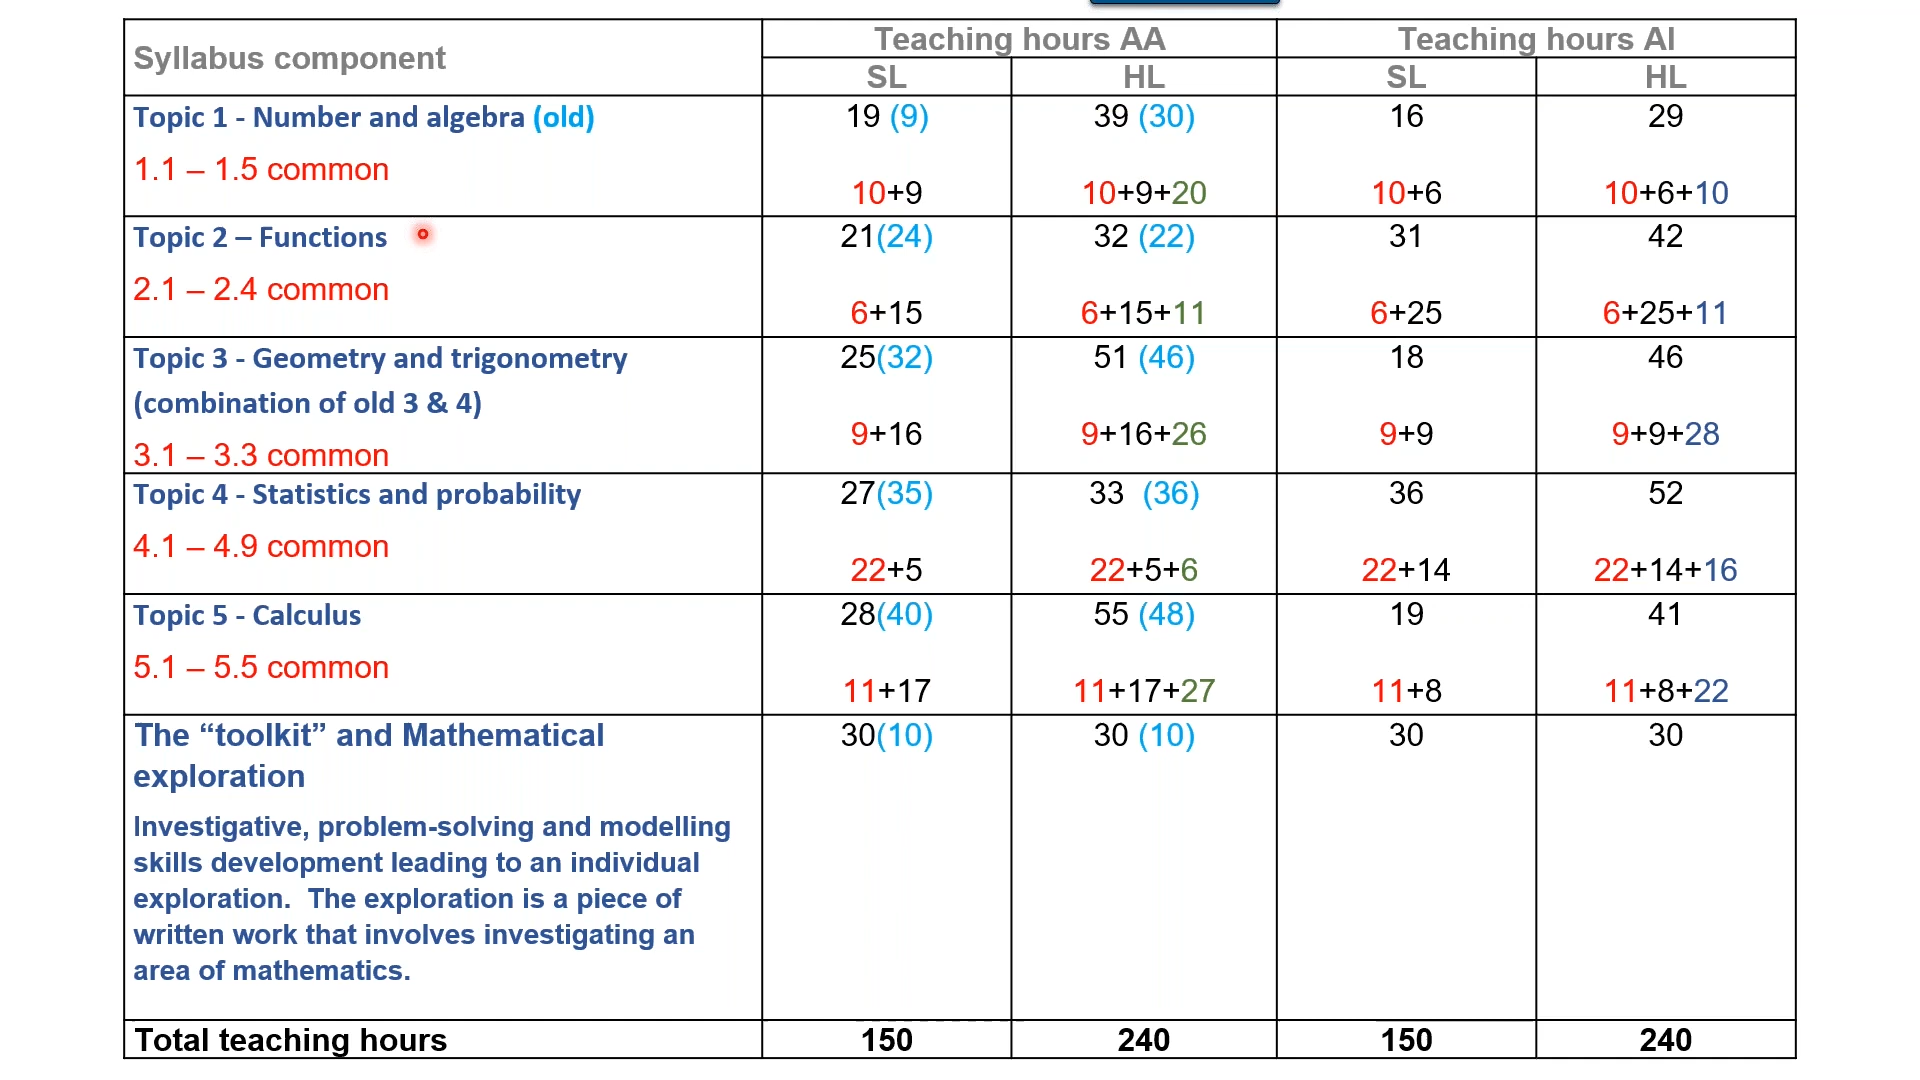 Syllabus component
Teaching hours AA
Teaching hours AI
SL
HL
SL
HL
Topic 1 - Number and algebra (old)
1.1 – 1.5 common
19 (9)
10+9
39 (30)
10+9+20
16
10+6
29
10+6+10
Topic 2 – Functions
2.1 – 2.4 common
21(24)
6+15
32 (22)
6+15+11
31
6+25
42
6+25+11
Topic 3 - Geometry and trigonometry
(combination of old 3 & 4)
3.1 – 3.3 common
25(32)
9+16
51 (46)
9+16+26
18
9+9
46
9+9+28
Topic 4 - Statistics and probability
4.1 – 4.9 common
27(35)
22+5
33 (36)
22+5+6
36
22+14
52
22+14+16
Topic 5 - Calculus
5.1 – 5.5 common
28(40)
11+17
55 (48)
11+17+27
19
11+8
41
11+8+22
The “toolkit” and Mathematical
exploration
Investigative, problem-solving and modelling
skills development leading to an individual
exploration. The exploration is a piece of
written work that involves investigating an
area of mathematics.
30(10)
30 (10)
30
30
Total teaching hours
150
240
150
240